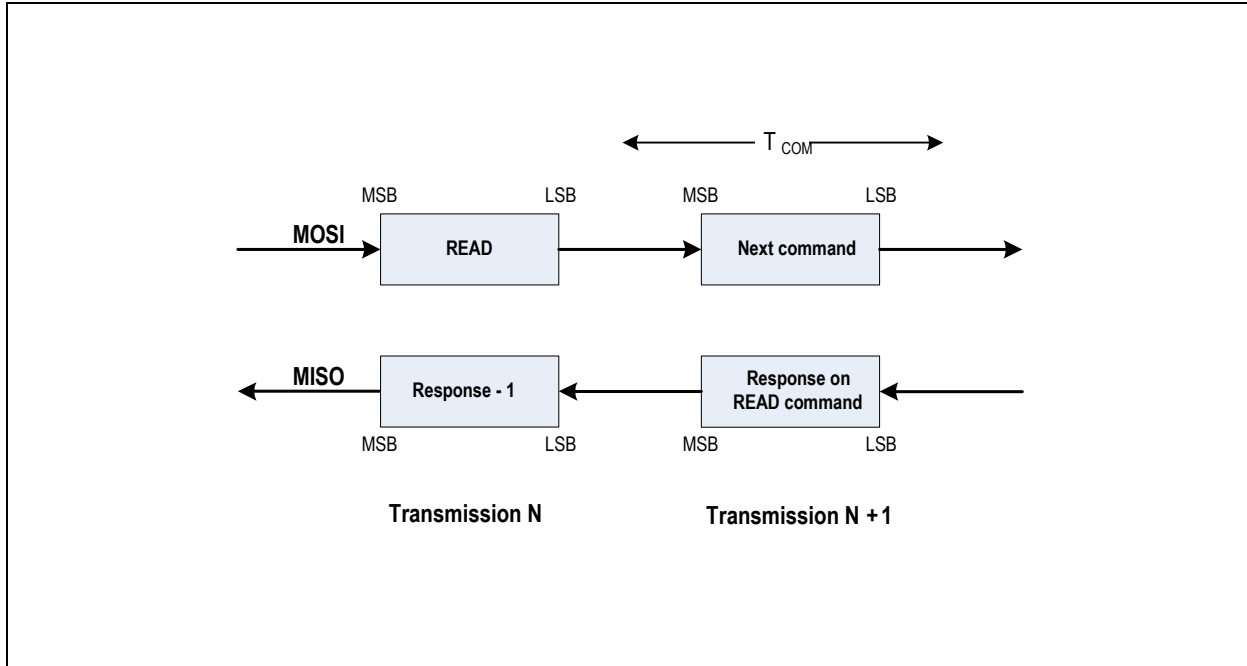 T COM
MSB LSB MSB LSB
MOSI READ Next command
MISO Response - 1 Response on
READ command
MSB LSB MSB LSB
Transmission N Transmission N + 1